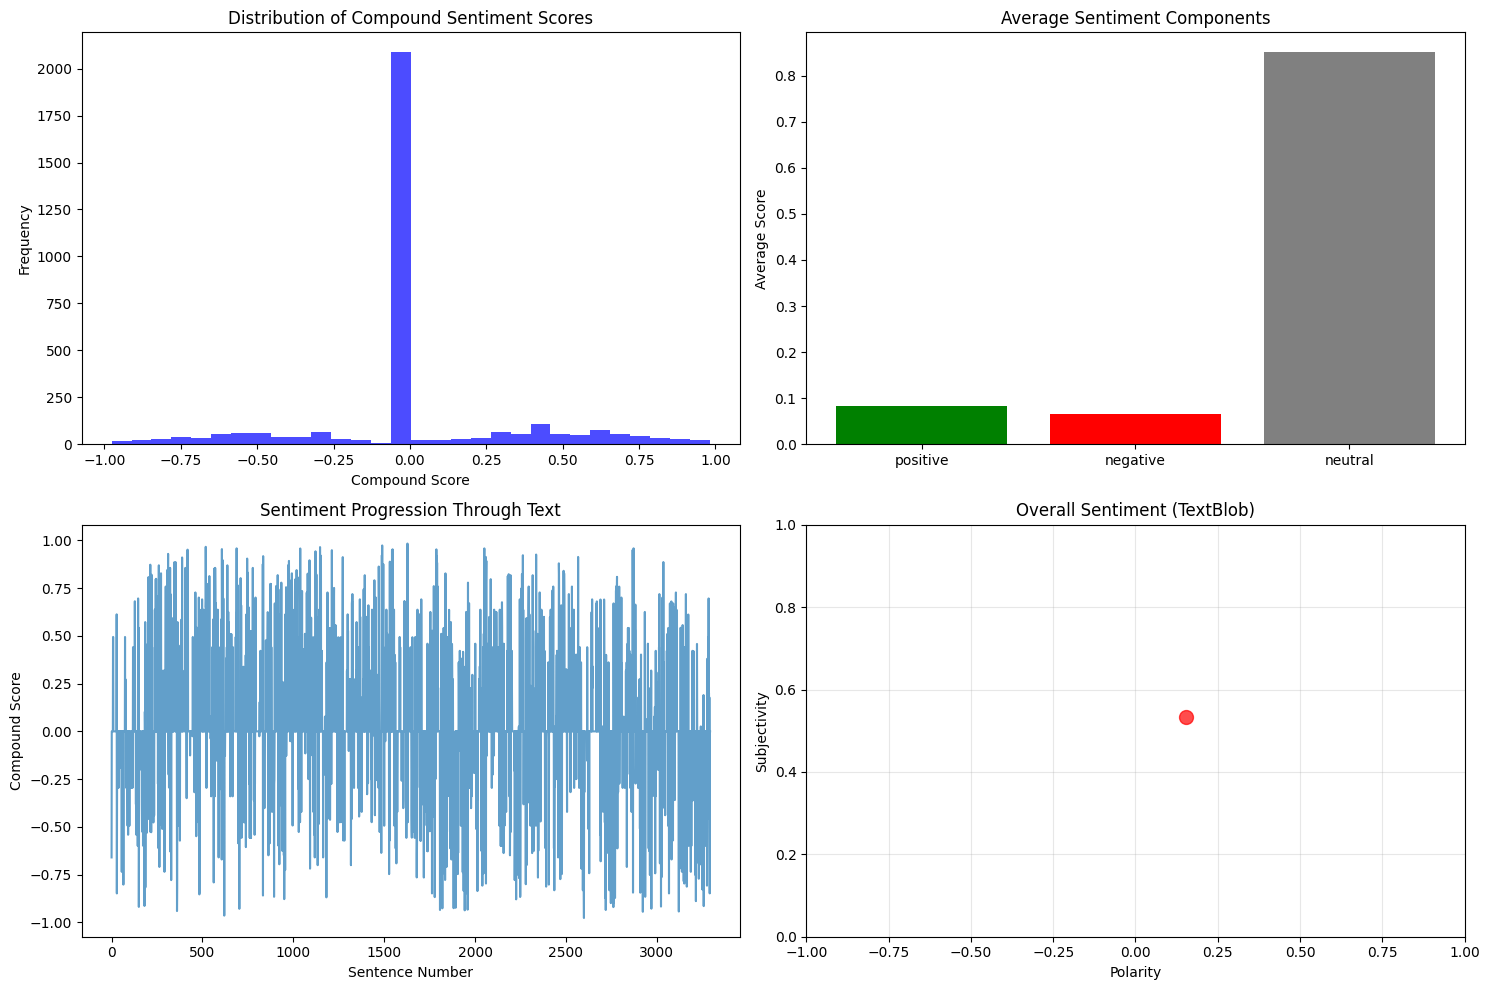 Distribution of Compound Sentiment Scores
Frequency
2000
1750
1500
1250
1000
750
500
250
0
−1.00 −0.75 −0.50 −0.25 0.00 0.25 0.50 0.75 1.00
Compound Score
Average Sentiment Components
Average Score
0.8
0.7
0.6
0.5
0.4
0.3
0.2
0.1
0.0
positive negative neutral
Sentiment Progression Through Text
Compound Score
1.00
0.75
0.50
0.25
0.00
−0.25
−0.50
−0.75
−1.00
0 500 1000 1500 2000 2500 3000
Sentence Number
Overall Sentiment (TextBlob)
Subjectivity
1.0
0.8
0.6
0.4
0.2
0.0
−1.00 −0.75 −0.50 −0.25 0.00 0.25 0.50 0.75 1.00
Polarity